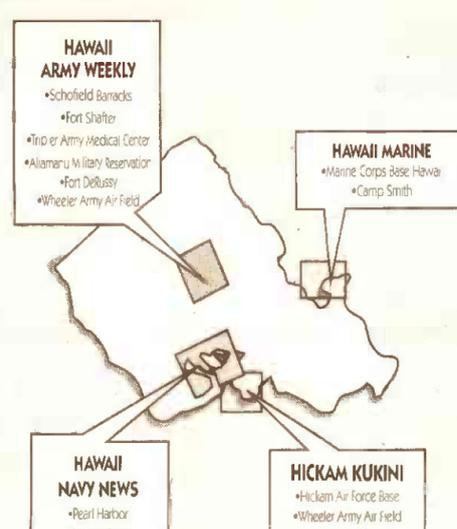 HAWAII
ARMY WEEKLY
•Schofield Barracks
•Fort Shafter
•Tripler Army Medical Center
•Aliamanu Military Reservation
•Fort DeRussy
•Wheeler Army Air Field
HAWAII MARINE
•Marine Corps Base Hawaii
•Camp Smith
HAWAII
NAVY NEWS
•Pearl Harbor
HICKAM KUKINI
•Hickam Air Force Base
•Wheeler Army Air Field